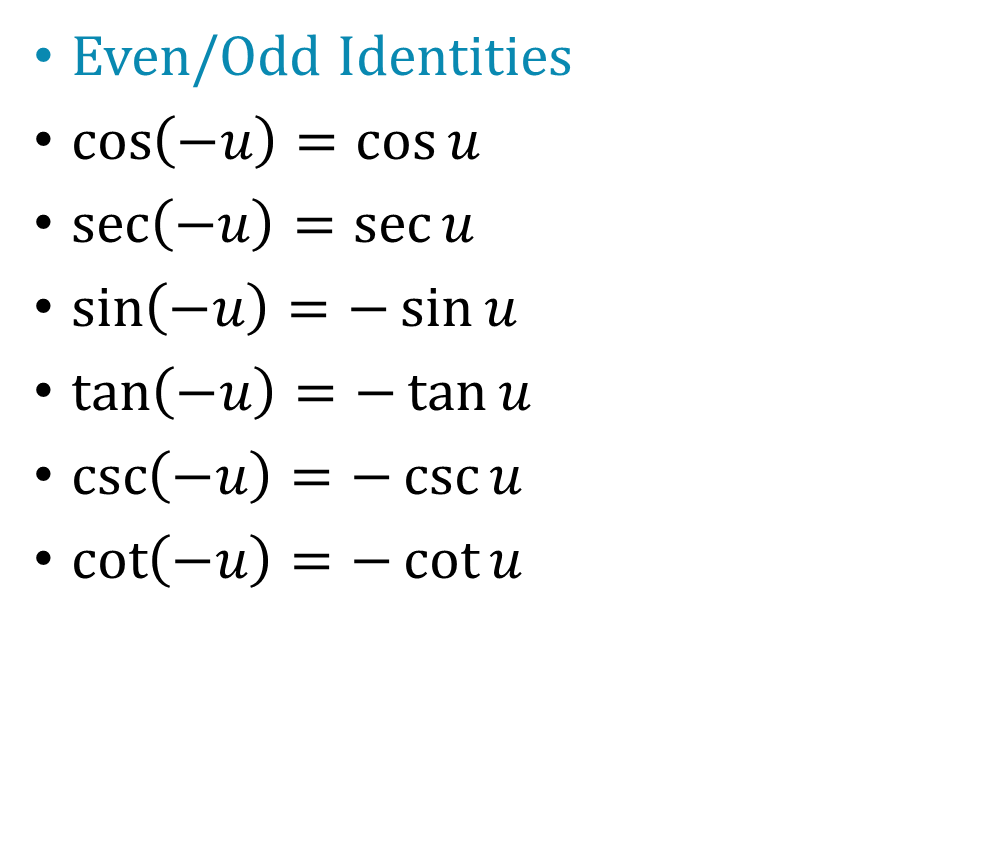 • Even/Odd Identities
• cos(−u) = cos u
• sec(−u) = sec u
• sin(−u) = − sin u
• tan(−u) = − tan u
• csc(−u) = − csc u
• cot(−u) = − cot u